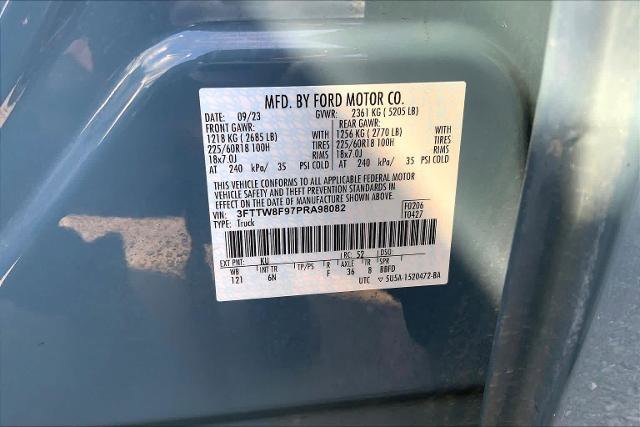 MFD. BY FORD MOTOR CO.
DATE: 09/23 GVWR: 2361 KG ( 5205 LB)
FRONT GAWR: REAR GAWR:
1218 KG ( 2685 LB) WITH 1256 KG ( 2770 LB) WITH
225/60R18 100H TIRES 225/60R18 100H TIRES
18x7.0J RIMS 18x7.0J RIMS
AT 240 kPa/ 35 PSI COLD AT 240 kPa/ 35 PSI COLD
THIS VEHICLE CONFORMS TO ALL APPLICABLE FEDERAL MOTOR
VEHICLE SAFETY AND THEFT PREVENTION STANDARDS IN
EFFECT ON THE DATE OF MANUFACTURE SHOWN ABOVE.
VIN: 3FTTW8F97PRA98082 F0206
TYPE: Truck T0427
EXT PNT: KU RC: 52 DSO:
WB INT TR TP/PS R AXLE TR SPR
121 6N F 36 8 BBFD
UTC ▽ 5U5A-1520472-BA